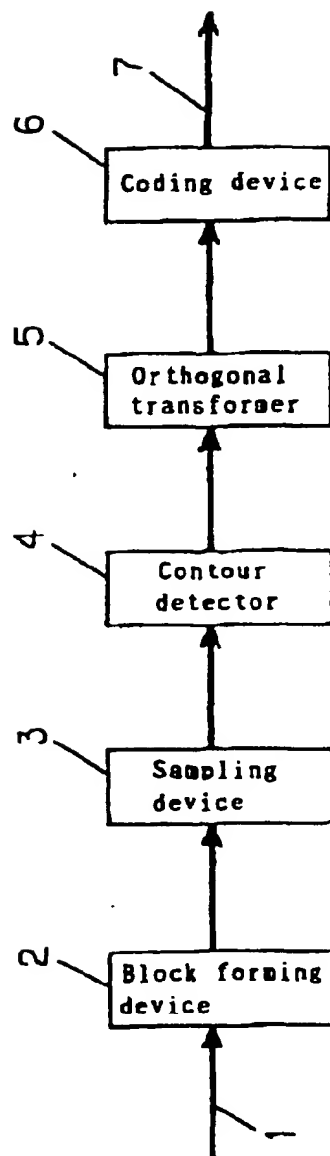 7
6
Coding device
5
Orthogonal
transformer
4
Contour
detector
3
Sampling
device
2
Block forming
device
1